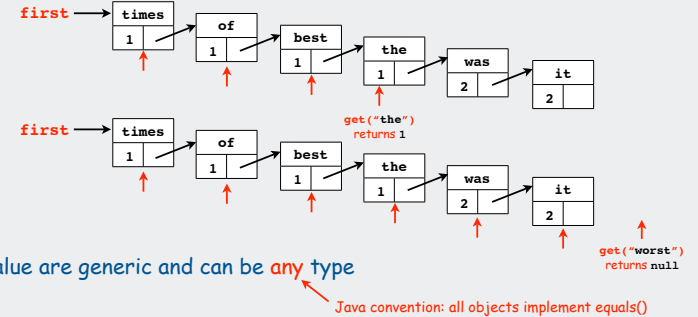 first
times
1
of
1
best
1
the
1
was
2
it
2
get("the")
returns 1
first
times
1
of
1
best
1
the
1
was
2
it
2
get("worst")
returns null
alue are generic and can be any type
Java convention: all objects implement equals()